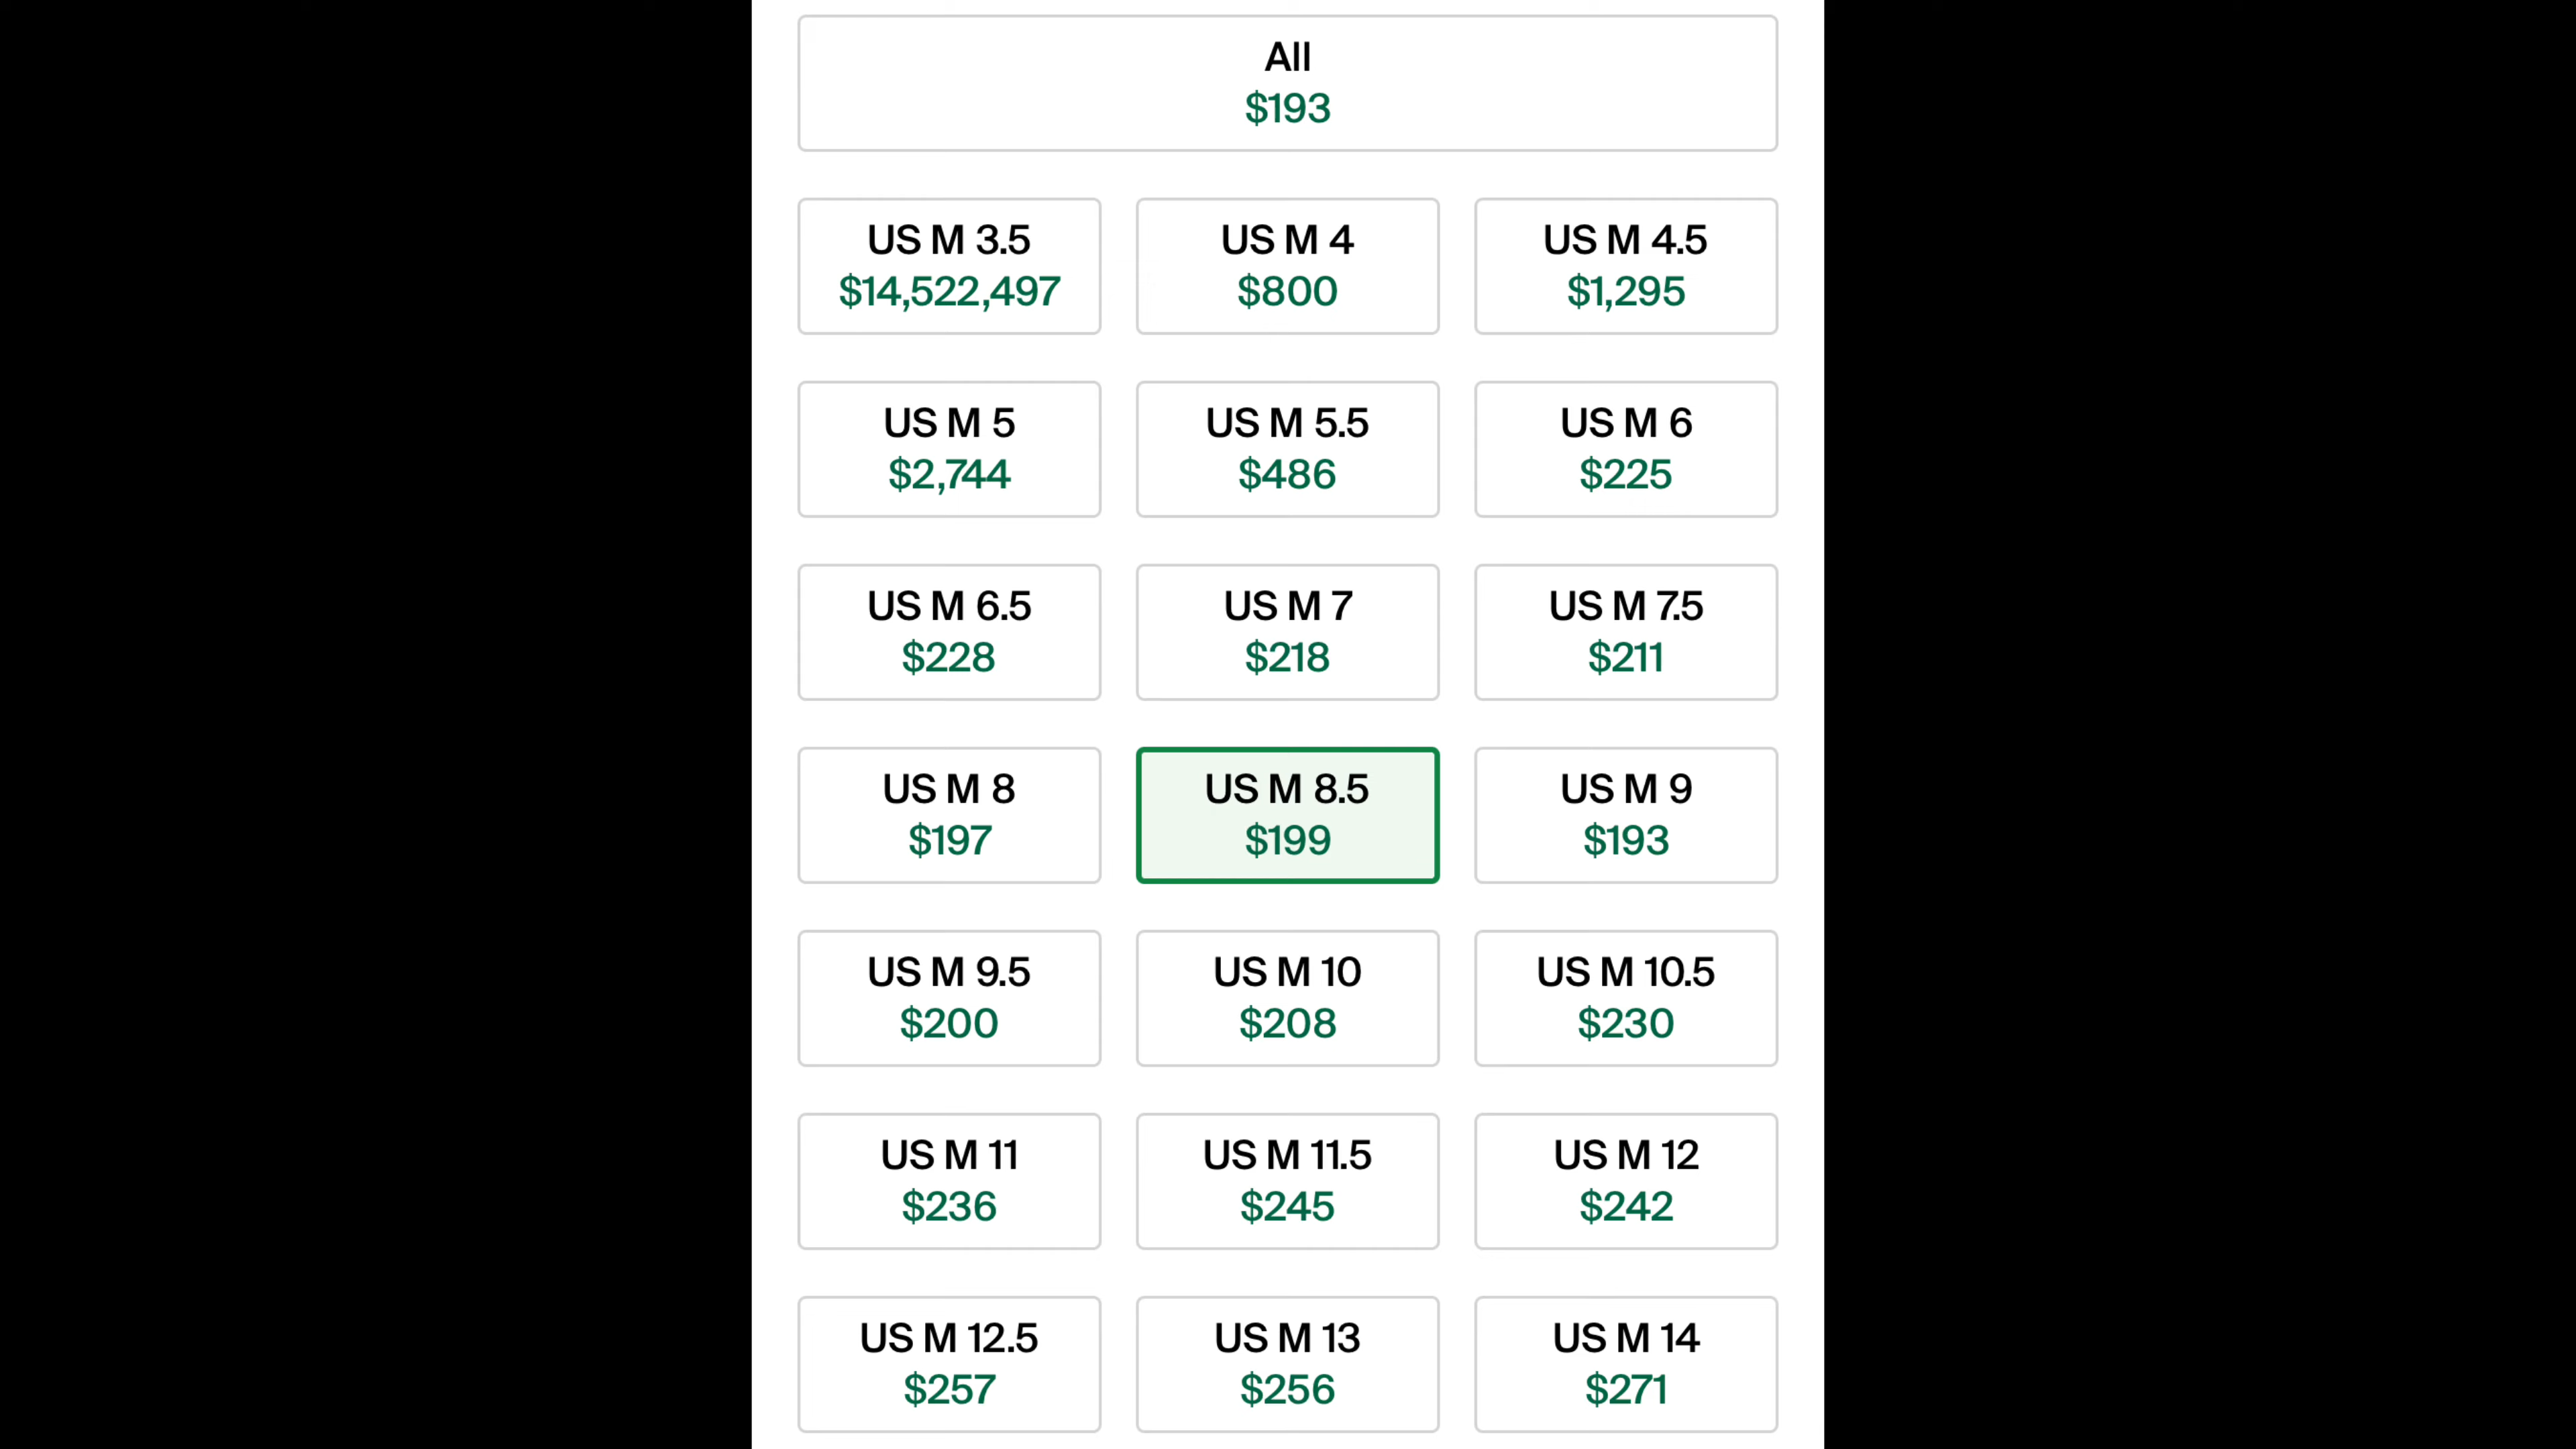 All
$193
US M 3.5
$14,522,497
US M 4
$800
US M 4.5
$1,295
US M 5
$2,744
US M 5.5
$486
US M 6
$225
US M 6.5
$228
US M 7
$218
US M 7.5
$211
US M 8
$197
US M 8.5
$199
US M 9
$193
US M 9.5
$200
US M 10
$208
US M 10.5
$230
US M 11
$236
US M 11.5
$245
US M 12
$242
US M 12.5
$257
US M 13
$256
US M 14
$271